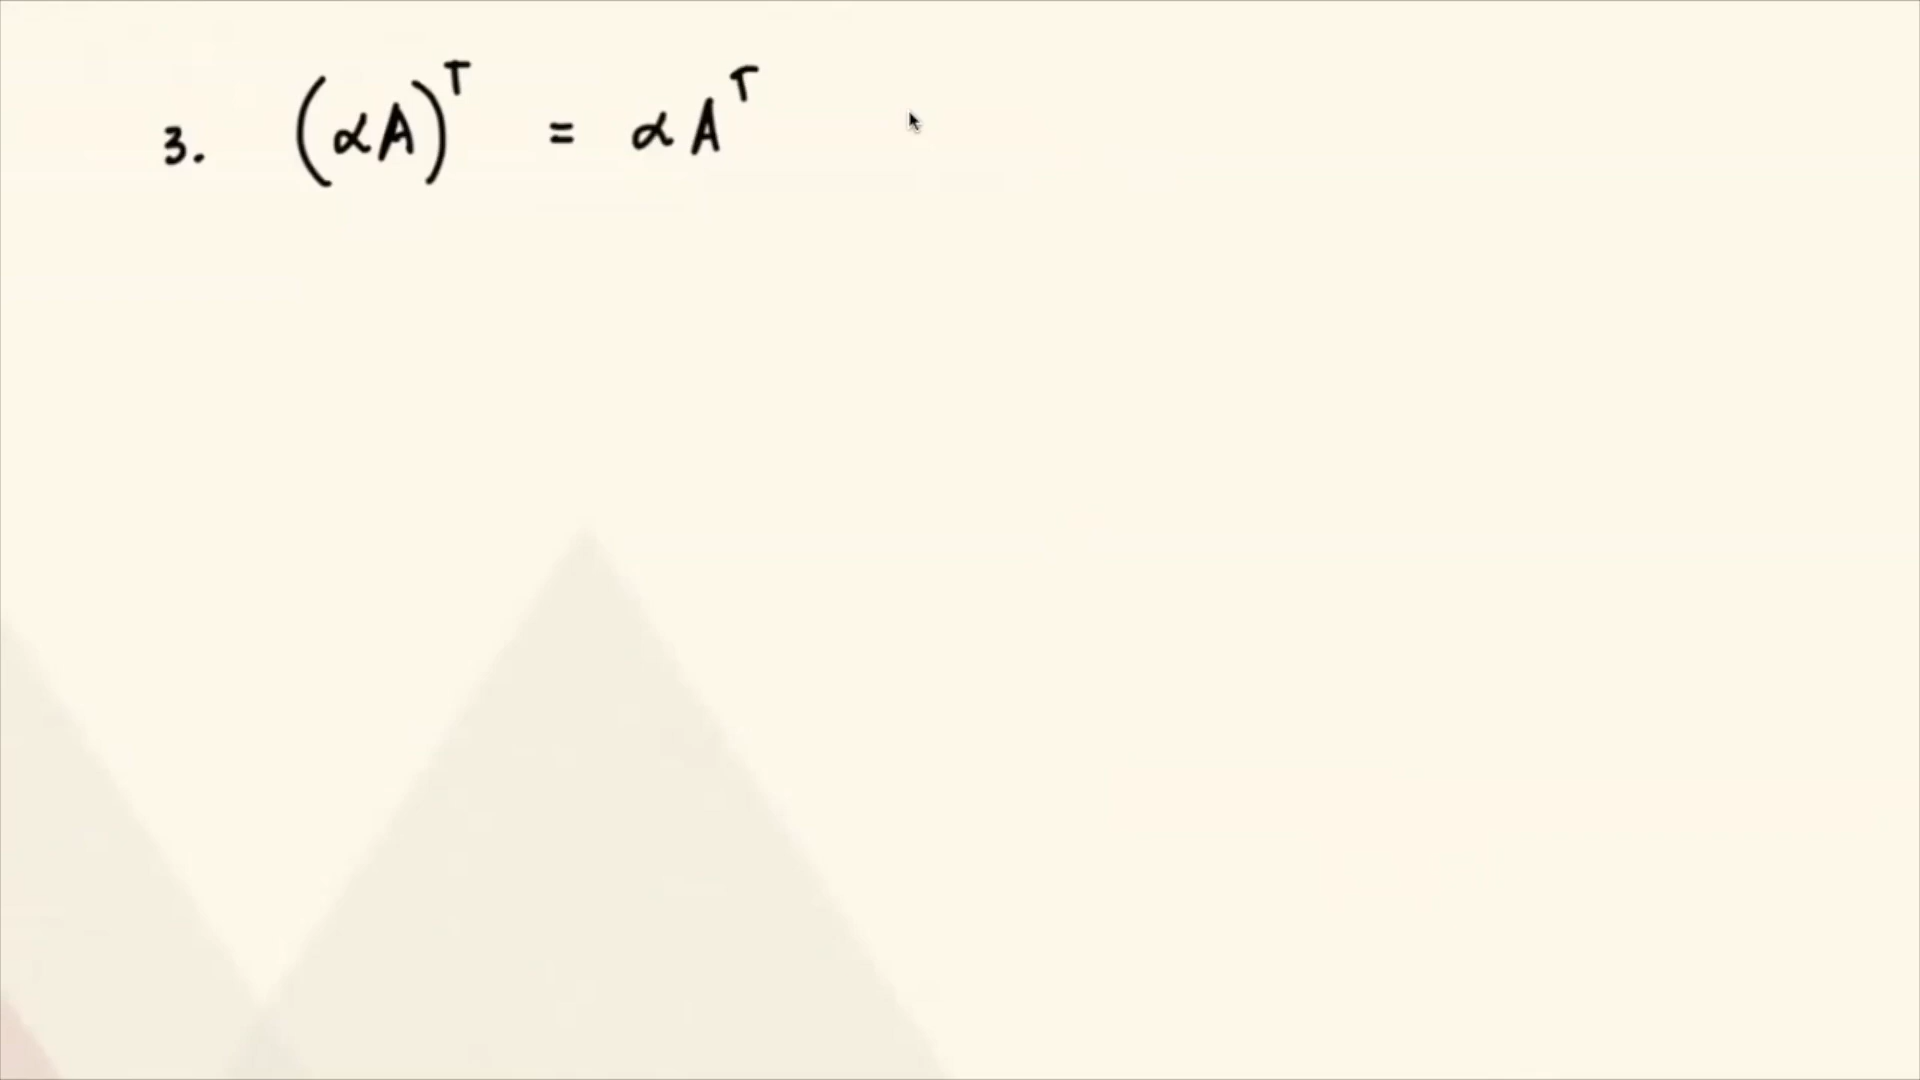 3. (αA)ᵀ = αAᵀ